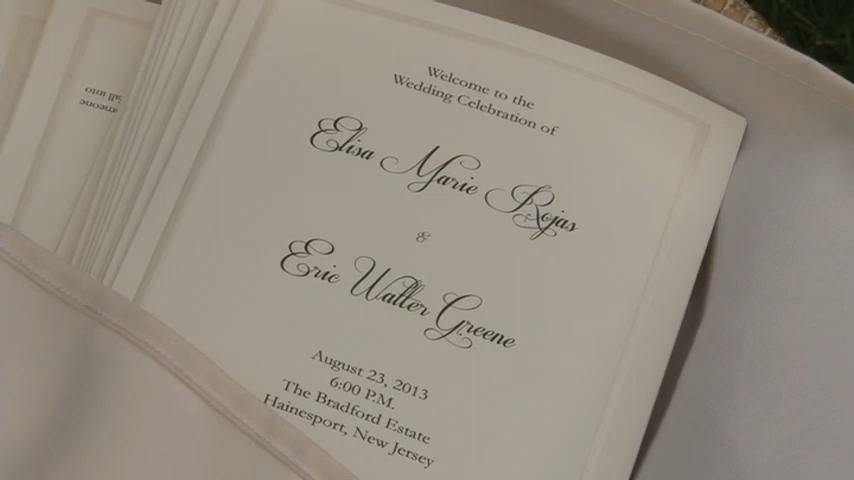 Welcome to the
Wedding Celebration of
Elisa Marie Rojas
&
Eric Walter Greene
August 23, 2013
6:00 P.M.
The Bradford Estate
Hainesport, New Jersey